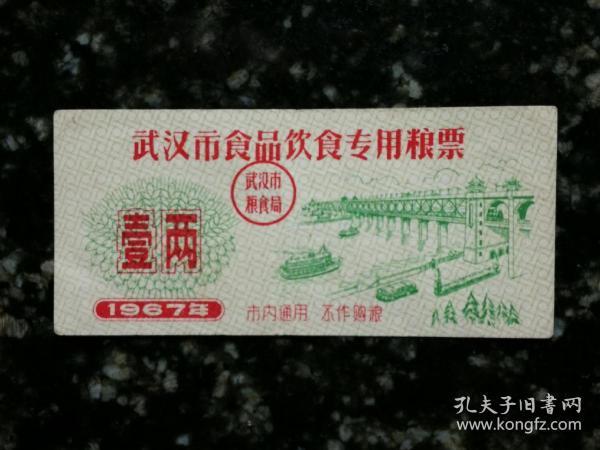 武汉市食品饮食专用粮票
武汉市
粮食局
壹两
1967年
市内通用 不作购粮
孔夫子旧书网
www.kongfz.com